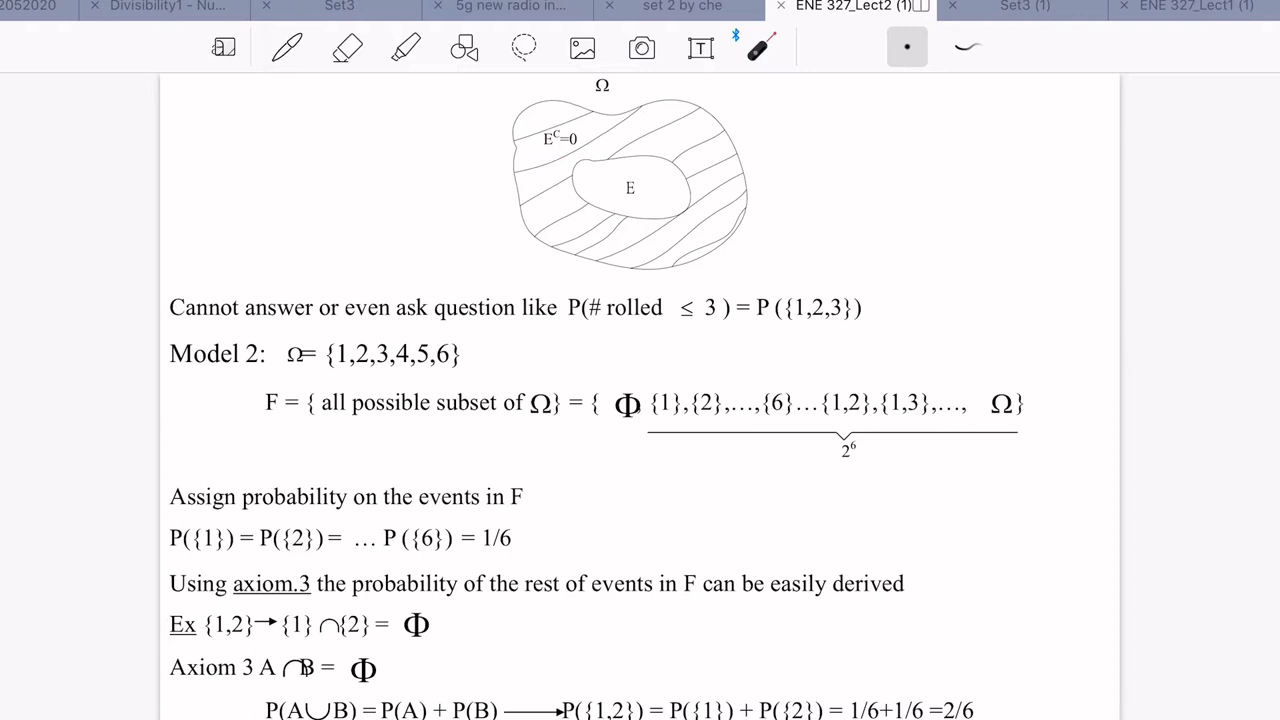 2052020 × Divisibility1 - Nu... × Set3 × 5g new radio in... × set 2 by che × ENE 327_Lect2 (1) × Set3 (1) × ENE 327_Lect1 (1)
a T
Ω
Eᶜ=0
E
Cannot answer or even ask question like P(# rolled ≤ 3 ) = P ({1,2,3})
Model 2: Ω= {1,2,3,4,5,6}
F = { all possible subset of Ω} = { Φ, {1},{2},…,{6}…{1,2},{1,3},…, Ω}
2⁶
Assign probability on the events in F
P({1}) = P({2}) = … P ({6}) = 1/6
Using axiom.3 the probability of the rest of events in F can be easily derived
Ex {1,2}→{1} ∩{2} = Φ
Axiom 3 A ∩B = Φ
P(A∪B) = P(A) + P(B) ⟶P({1,2}) = P({1}) + P({2}) = 1/6+1/6 =2/6